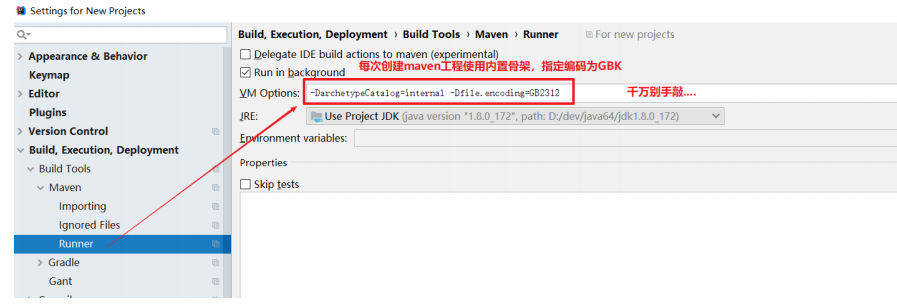 Settings for New Projects
Build, Execution, Deployment › Build Tools › Maven › Runner
For new projects
Appearance & Behavior
Keymap
Editor
Plugins
Version Control
Build, Execution, Deployment
Build Tools
Maven
Importing
Ignored Files
Runner
Gradle
Gant
Delegate IDE build actions to maven (experimental)
每次创建maven工程使用内置骨架，指定编码为GBK
Run in background
VM Options:
-DarchetypeCatalog=internal -Dfile.encoding=GB2312
千万别手敲....
JRE:
Use Project JDK (java version "1.8.0_172", path: D:/dev/java64/jdk1.8.0_172)
Environment variables:
Properties
Skip tests